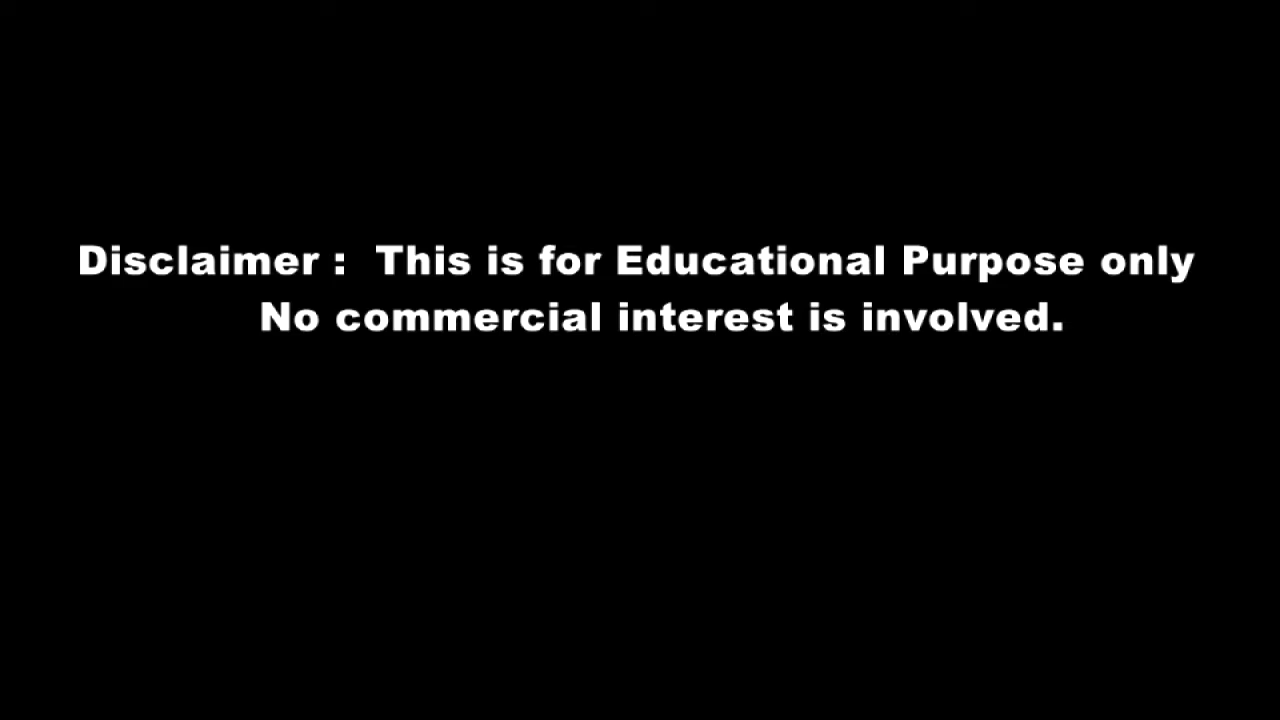 Disclaimer :  This is for Educational Purpose only
No commercial interest is involved.